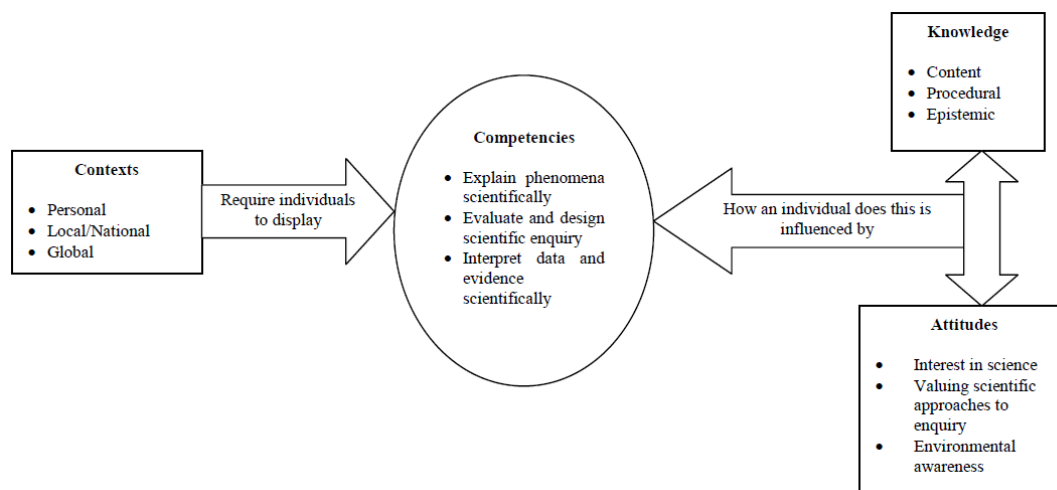 Contexts
• Personal
• Local/National
• Global
Require individuals
to display
Competencies
• Explain phenomena
scientifically
• Evaluate and design
scientific enquiry
• Interpret data and
evidence
scientifically
How an individual does this is
influenced by
Knowledge
• Content
• Procedural
• Epistemic
Attitudes
• Interest in science
• Valuing scientific
approaches to
enquiry
• Environmental
awareness